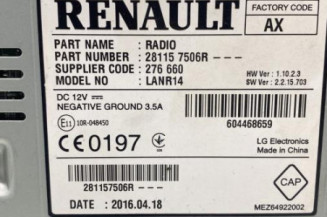 RENAULT
FACTORY CODE
AX
PART NAME : RADIO
PART NUMBER : 28115 7506R ---
SUPPLIER CODE : 276 660
MODEL NO : LANR14
HW Ver : 1.10.2.3
SW Ver : 2.2.15.703
DC 12V
NEGATIVE GROUND 3.5A
E11 10R-048450
604468659
CE0197
LG Electronics
Made in China
281157506R---
CAP
DATE : 2016.04.18
MEZ64922002